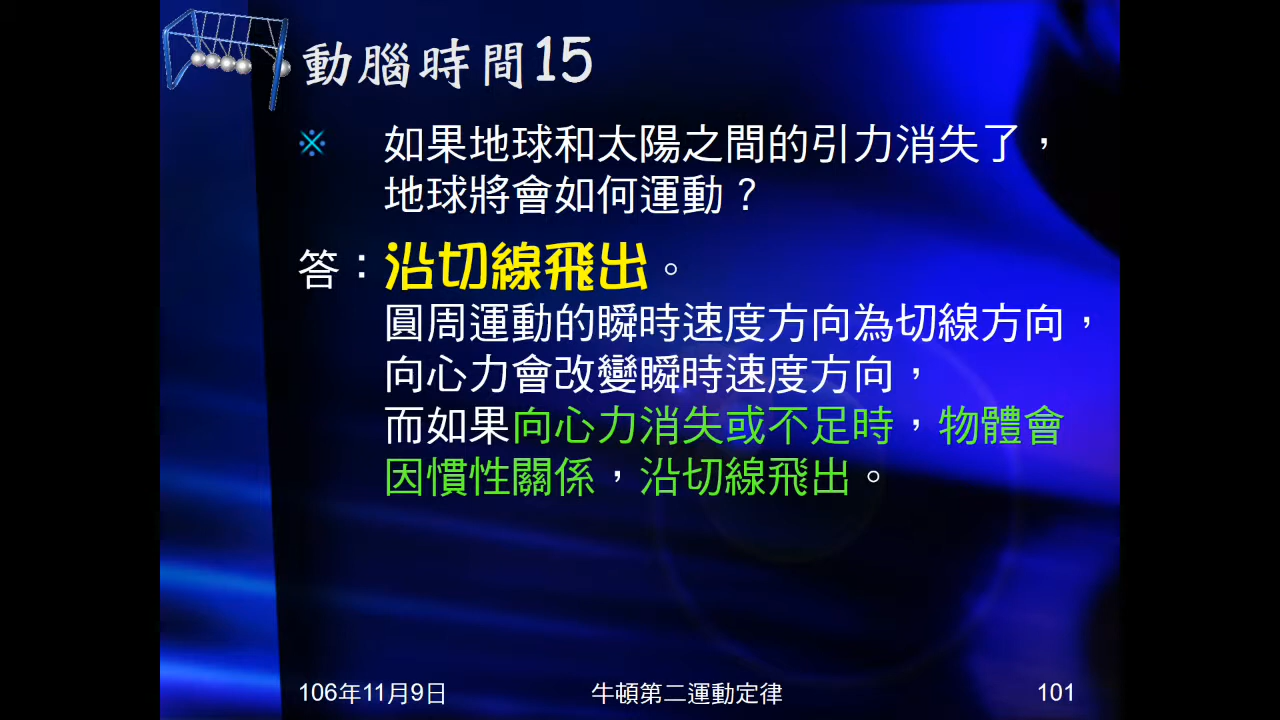 動腦時間15
※ 如果地球和太陽之間的引力消失了，
地球將會如何運動？
答：沿切線飛出。
圓周運動的瞬時速度方向為切線方向，
向心力會改變瞬時速度方向，
而如果向心力消失或不足時，物體會
因慣性關係，沿切線飛出。
106年11月9日 牛頓第二運動定律 101